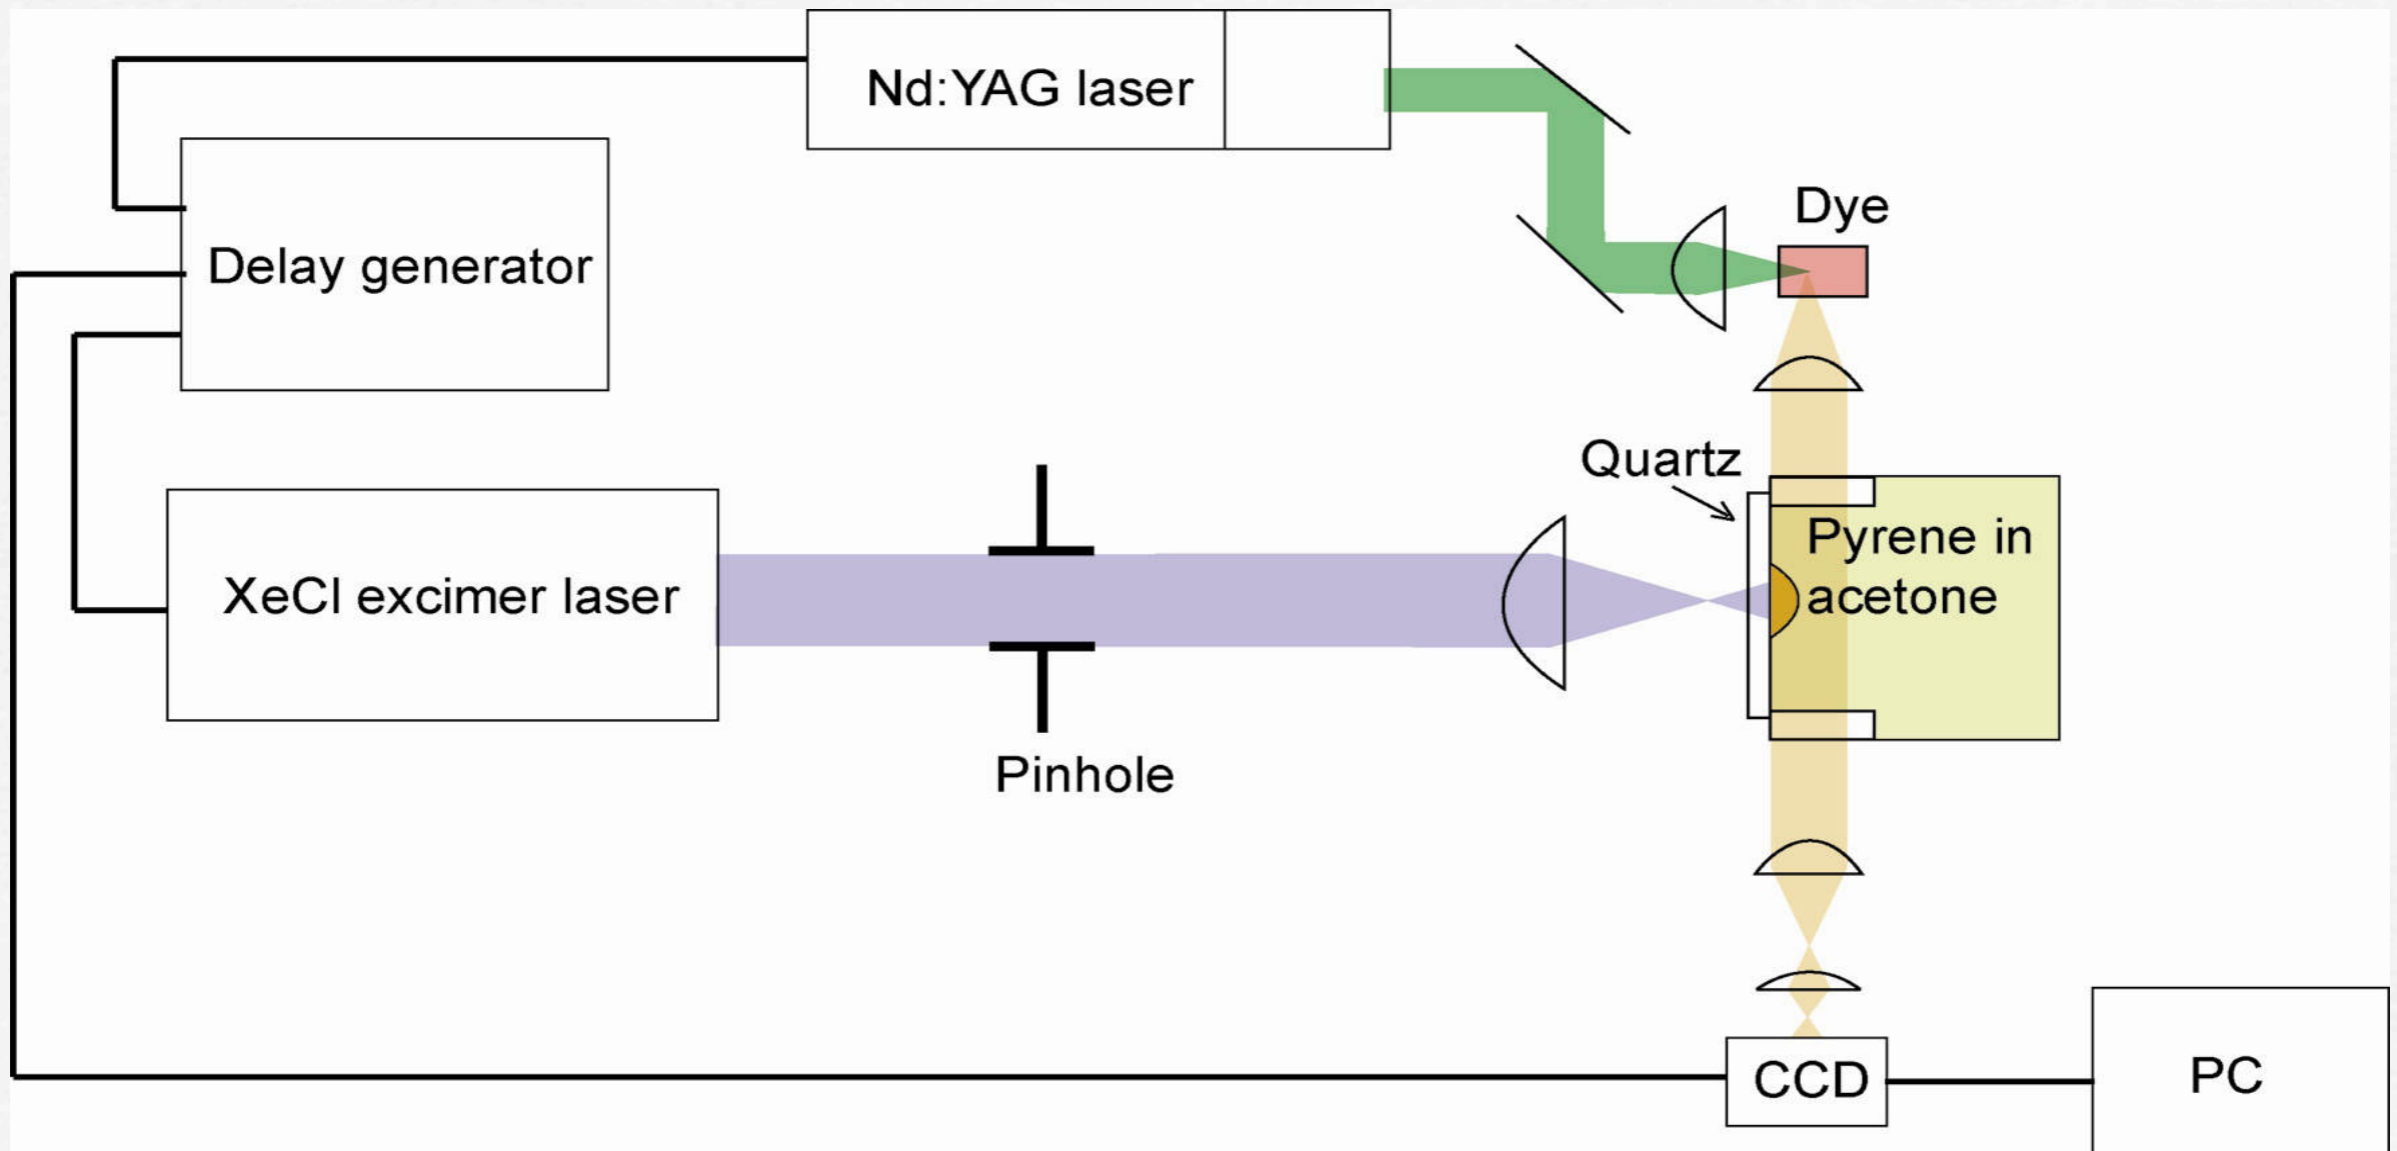 Nd:YAG laser
Dye
Delay generator
Quartz
Pyrene in
acetone
XeCl excimer laser
Pinhole
CCD
PC